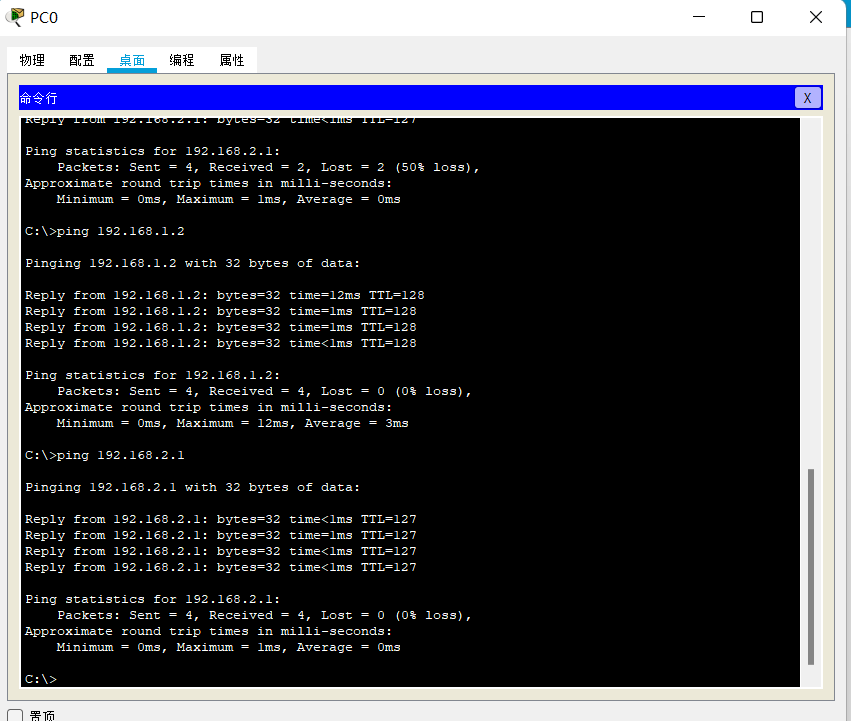 PC0
物理 配置 桌面 编程 属性
命令行 X
Reply from 192.168.2.1: bytes=32 time<1ms TTL=127
Ping statistics for 192.168.2.1:
Packets: Sent = 4, Received = 2, Lost = 2 (50% loss),
Approximate round trip times in milli-seconds:
Minimum = 0ms, Maximum = 1ms, Average = 0ms
C:\>ping 192.168.1.2
Pinging 192.168.1.2 with 32 bytes of data:
Reply from 192.168.1.2: bytes=32 time=12ms TTL=128
Reply from 192.168.1.2: bytes=32 time=1ms TTL=128
Reply from 192.168.1.2: bytes=32 time=1ms TTL=128
Reply from 192.168.1.2: bytes=32 time<1ms TTL=128
Ping statistics for 192.168.1.2:
Packets: Sent = 4, Received = 4, Lost = 0 (0% loss),
Approximate round trip times in milli-seconds:
Minimum = 0ms, Maximum = 12ms, Average = 3ms
C:\>ping 192.168.2.1
Pinging 192.168.2.1 with 32 bytes of data:
Reply from 192.168.2.1: bytes=32 time<1ms TTL=127
Reply from 192.168.2.1: bytes=32 time=1ms TTL=127
Reply from 192.168.2.1: bytes=32 time<1ms TTL=127
Reply from 192.168.2.1: bytes=32 time<1ms TTL=127
Ping statistics for 192.168.2.1:
Packets: Sent = 4, Received = 4, Lost = 0 (0% loss),
Approximate round trip times in milli-seconds:
Minimum = 0ms, Maximum = 1ms, Average = 0ms
C:\>
置顶